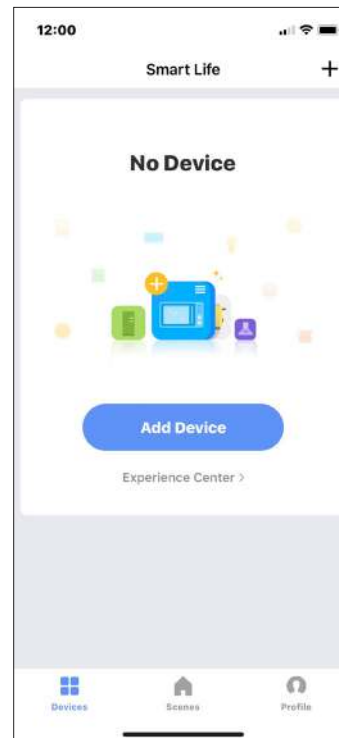 12:00
Smart Life
No Device
Add Device
Experience Center >
Devices Scenes Profile